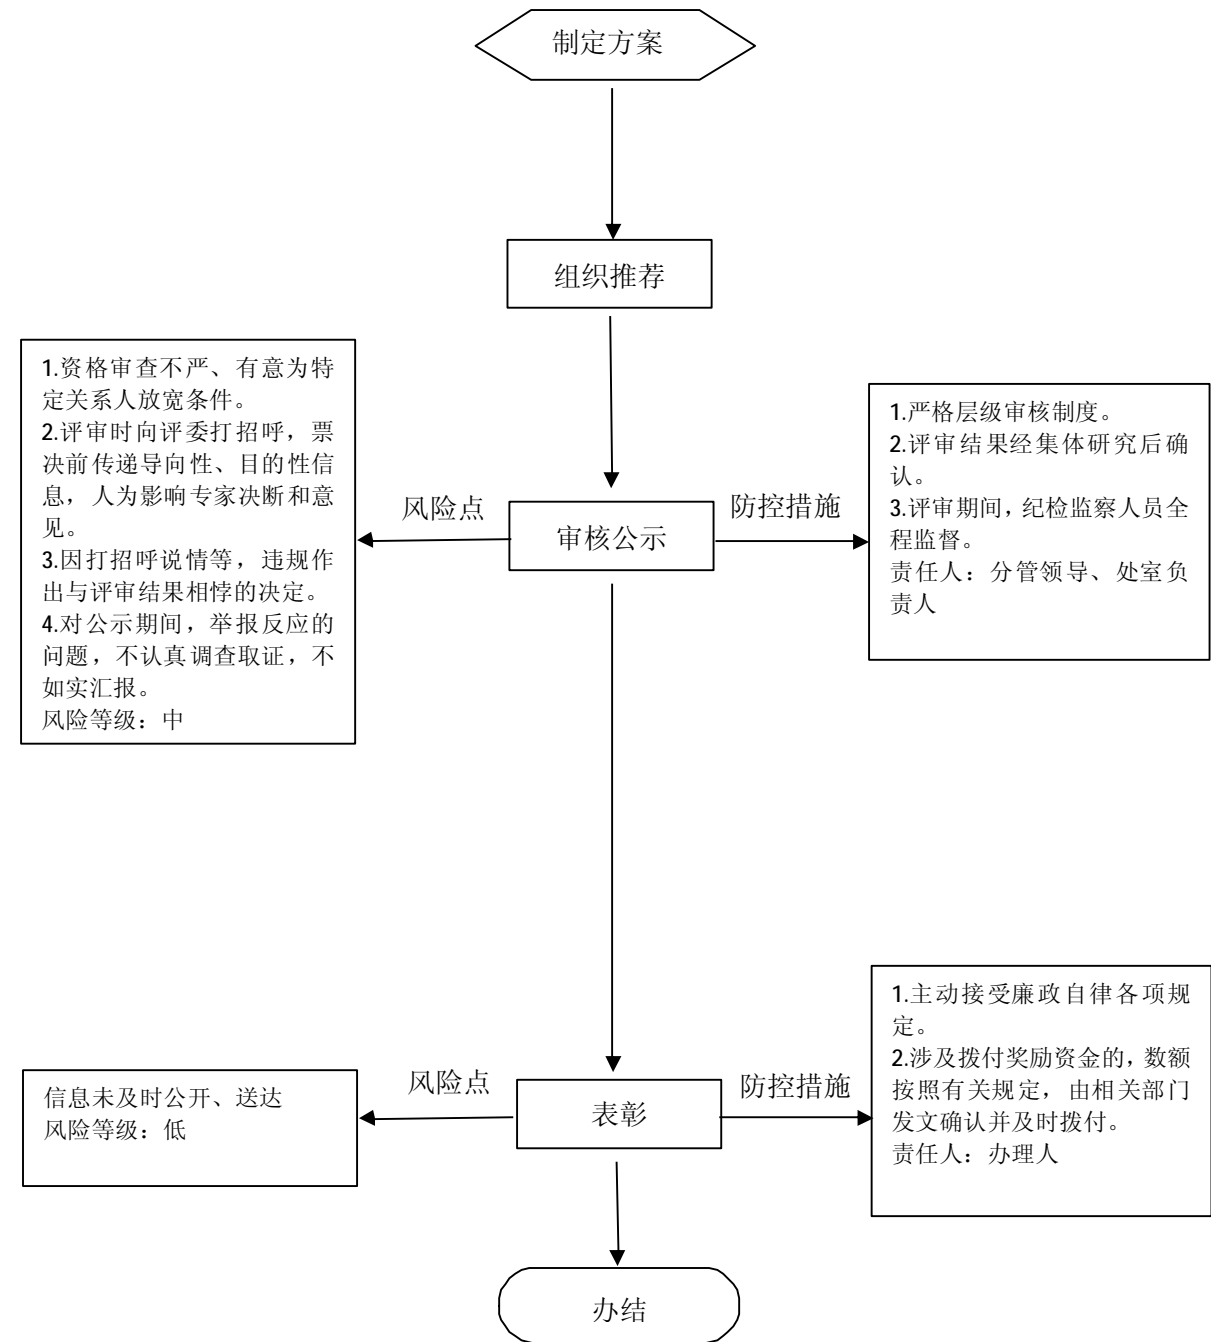 制定方案
组织推荐
1.资格审查不严、有意为特
定关系人放宽条件。
2.评审时向评委打招呼，票
决前传递导向性、目的性信
息，人为影响专家决断和意
见。
3.因打招呼说情等，违规作
出与评审结果相悖的决定。
4.对公示期间，举报反应的
问题，不认真调查取证，不
如实汇报。
风险等级：中
风险点
审核公示
防控措施
1.严格层级审核制度。
2.评审结果经集体研究后确
认。
3.评审期间，纪检监察人员全
程监督。
责任人：分管领导、处室负
责人
信息未及时公开、送达
风险等级：低
风险点
表彰
防控措施
1.主动接受廉政自律各项规
定。
2.涉及拨付奖励资金的，数额
按照有关规定，由相关部门
发文确认并及时拨付。
责任人：办理人
办结